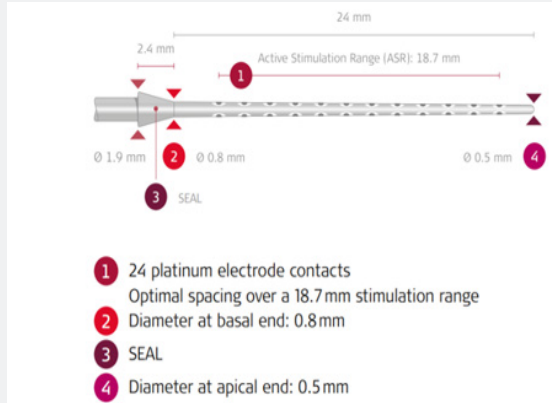 24 mm
2.4 mm
Active Stimulation Range (ASR): 18.7 mm
1
Ø 1.9 mm 2 Ø 0.8 mm Ø 0.5 mm 4
3 SEAL
1 24 platinum electrode contacts
Optimal spacing over a 18.7 mm stimulation range
2 Diameter at basal end: 0.8 mm
3 SEAL
4 Diameter at apical end: 0.5 mm